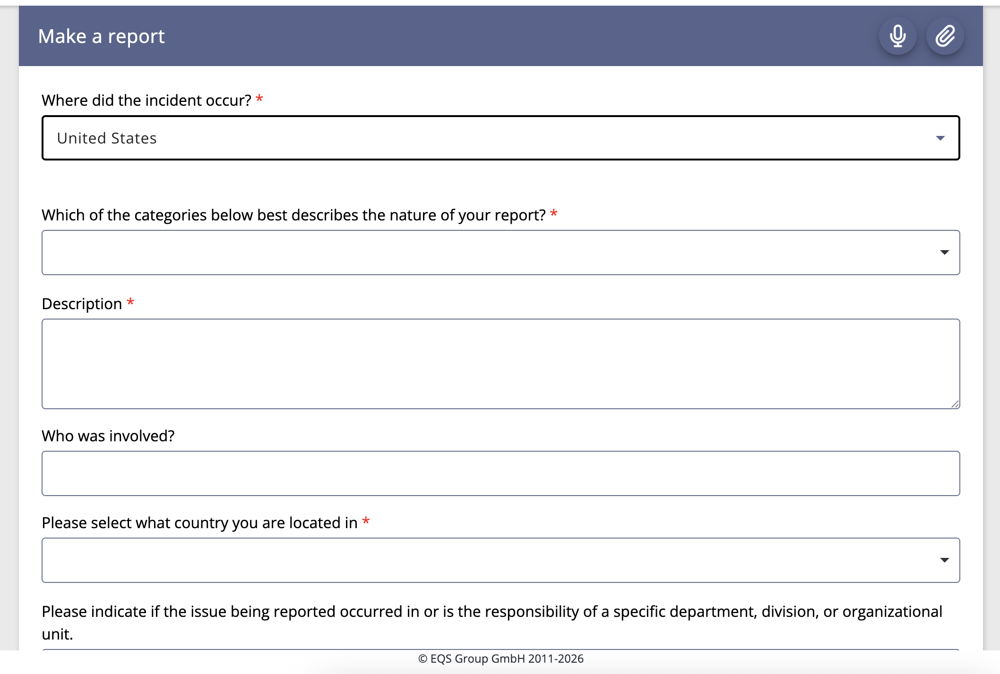 Make a report
Where did the incident occur? *
United States
Which of the categories below best describes the nature of your report? *
Description *
Who was involved?
Please select what country you are located in *
Please indicate if the issue being reported occurred in or is the responsibility of a specific department, division, or organizational
unit.
© EQS Group GmbH 2011-2026